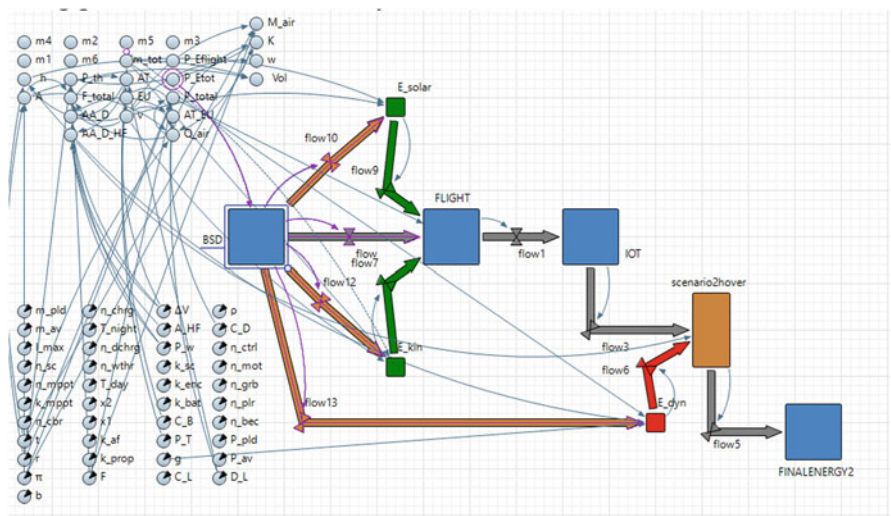 M_air
m4 m2 m5 m3 K
m1 m6 m_tot P_Eflight w
h P_th AT P_Etot Vol
A F_total EU P_total
AA_D v AT_EU
AA_D_HF Q_air
E_solar
flow10
flow9
FLIGHT
BSD
flow
flow1
IOT
flow7
flow12
scenario2hover
m_pld n_chrg ΔV ρ
m_av T_night A_HF C_D
I_max n_dchrg P_w n_ctrl
E_kin
flow3
n_sc n_wthr k_sc n_mot
flow6
n_mppt T_day k_enc n_grb
k_mppt x2 k_bat n_plr
flow13
E_dyn
n_cbr x1 C_B n_bec
t k_af P_T P_pld
flow5
r k_prop g P_av
FINALENERGY2
π F C_L D_L
b